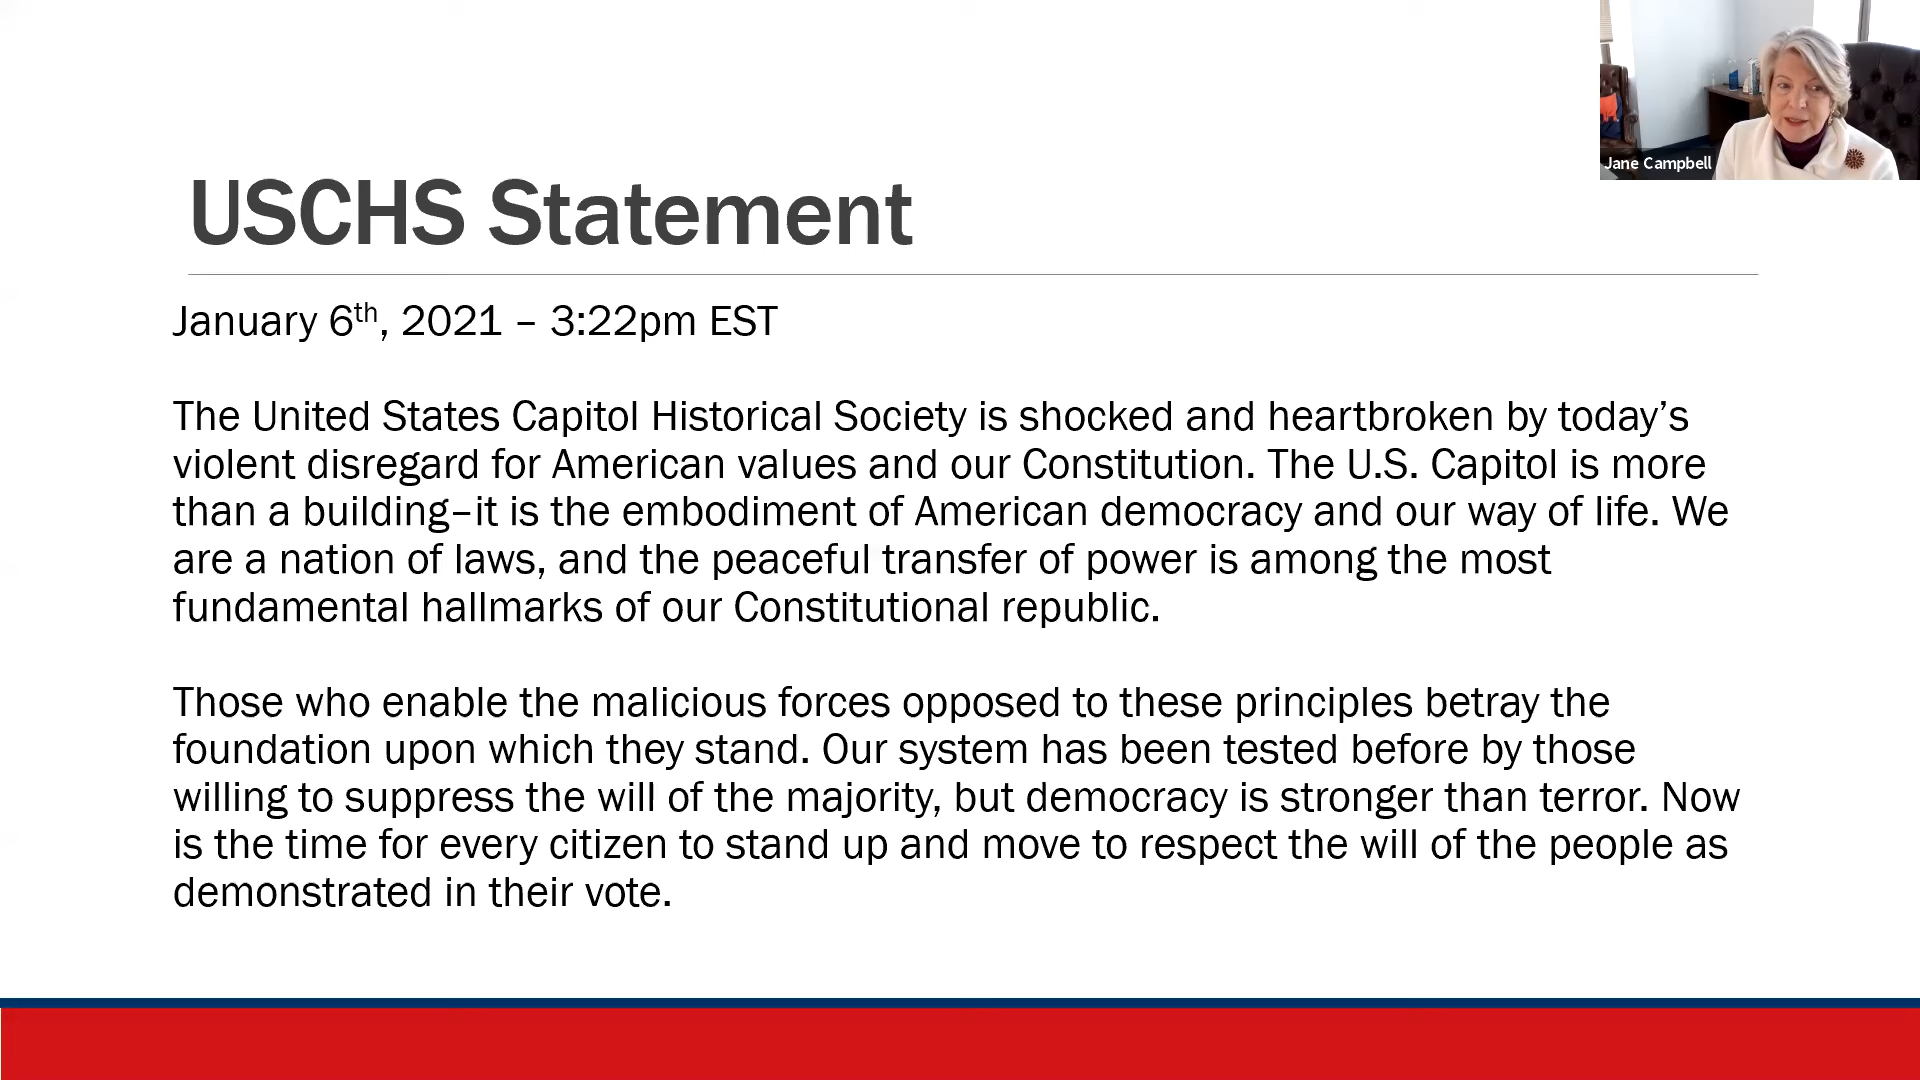 Jane Campbell
USCHS Statement
January 6th, 2021 – 3:22pm EST
The United States Capitol Historical Society is shocked and heartbroken by today’s
violent disregard for American values and our Constitution. The U.S. Capitol is more
than a building–it is the embodiment of American democracy and our way of life. We
are a nation of laws, and the peaceful transfer of power is among the most
fundamental hallmarks of our Constitutional republic.
Those who enable the malicious forces opposed to these principles betray the
foundation upon which they stand. Our system has been tested before by those
willing to suppress the will of the majority, but democracy is stronger than terror. Now
is the time for every citizen to stand up and move to respect the will of the people as
demonstrated in their vote.